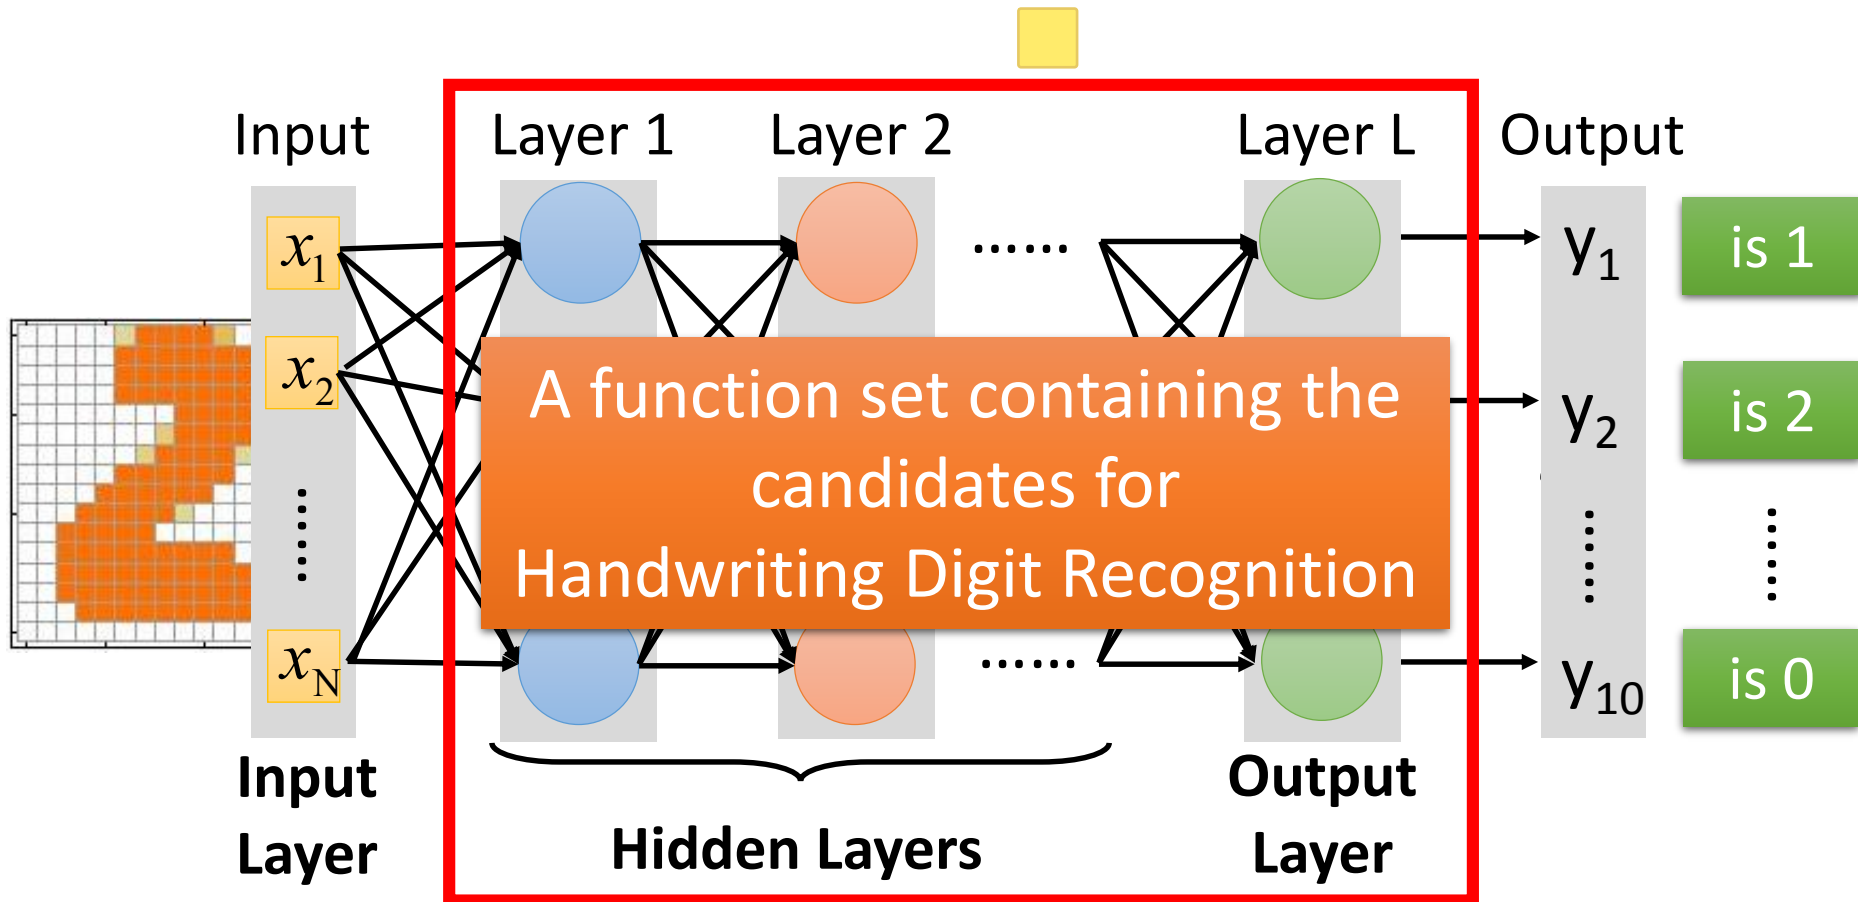 Input
Layer 1
Layer 2
Layer L
Output
x₁
x₂
......
x_N
......
......
A function set containing the
candidates for
Handwriting Digit Recognition
y₁
y₂
......
y₁₀
is 1
is 2
......
is 0
Input
Layer
Hidden Layers
Output
Layer